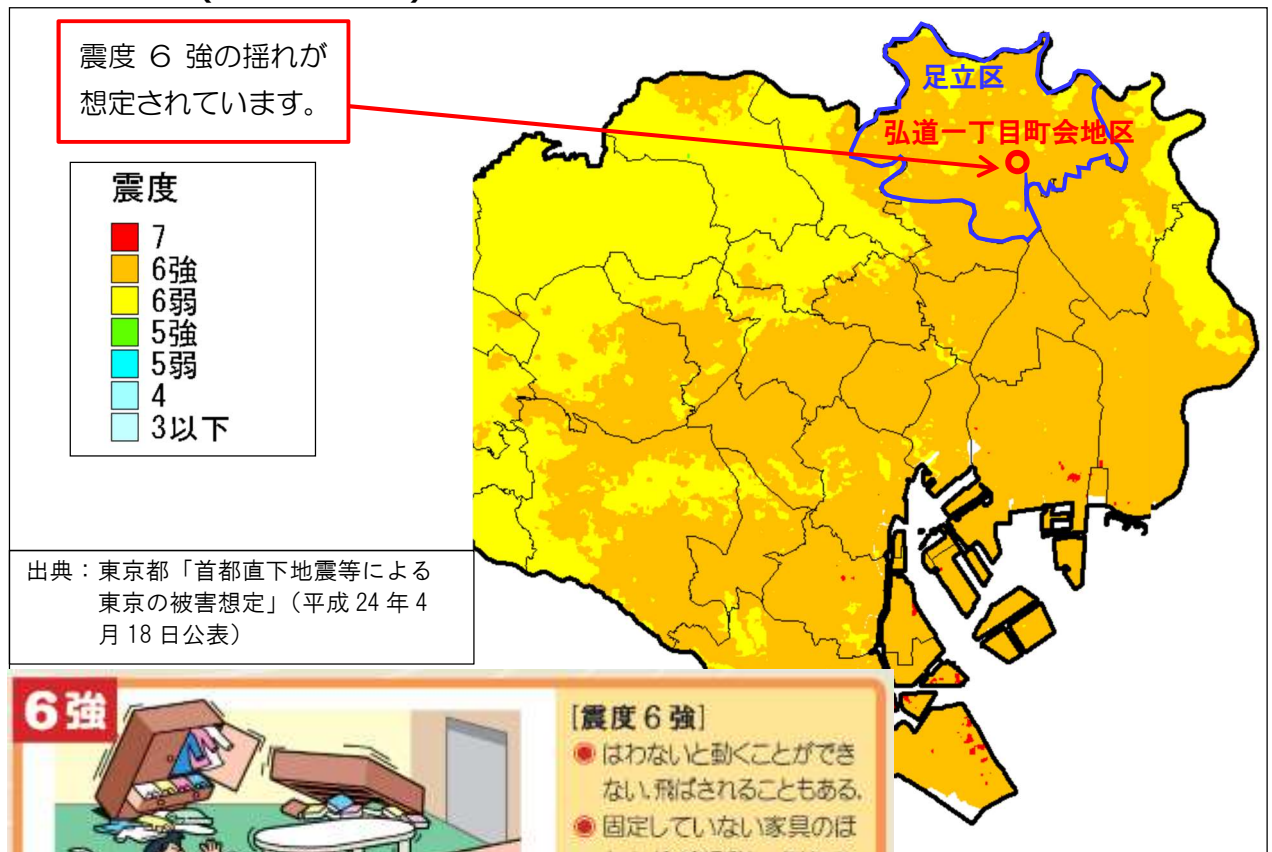 震度 6 強の揺れが
想定されています。
足立区
弘道一丁目町会地区
震度
7
6強
6弱
5強
5弱
4
3以下
出典：東京都「首都直下地震等による
東京の被害想定」（平成 24 年 4
月 18 日公表）
6強
[震度6強]
はわないと動くことができ
ない。飛ばされることもある。
固定していない家具のほ